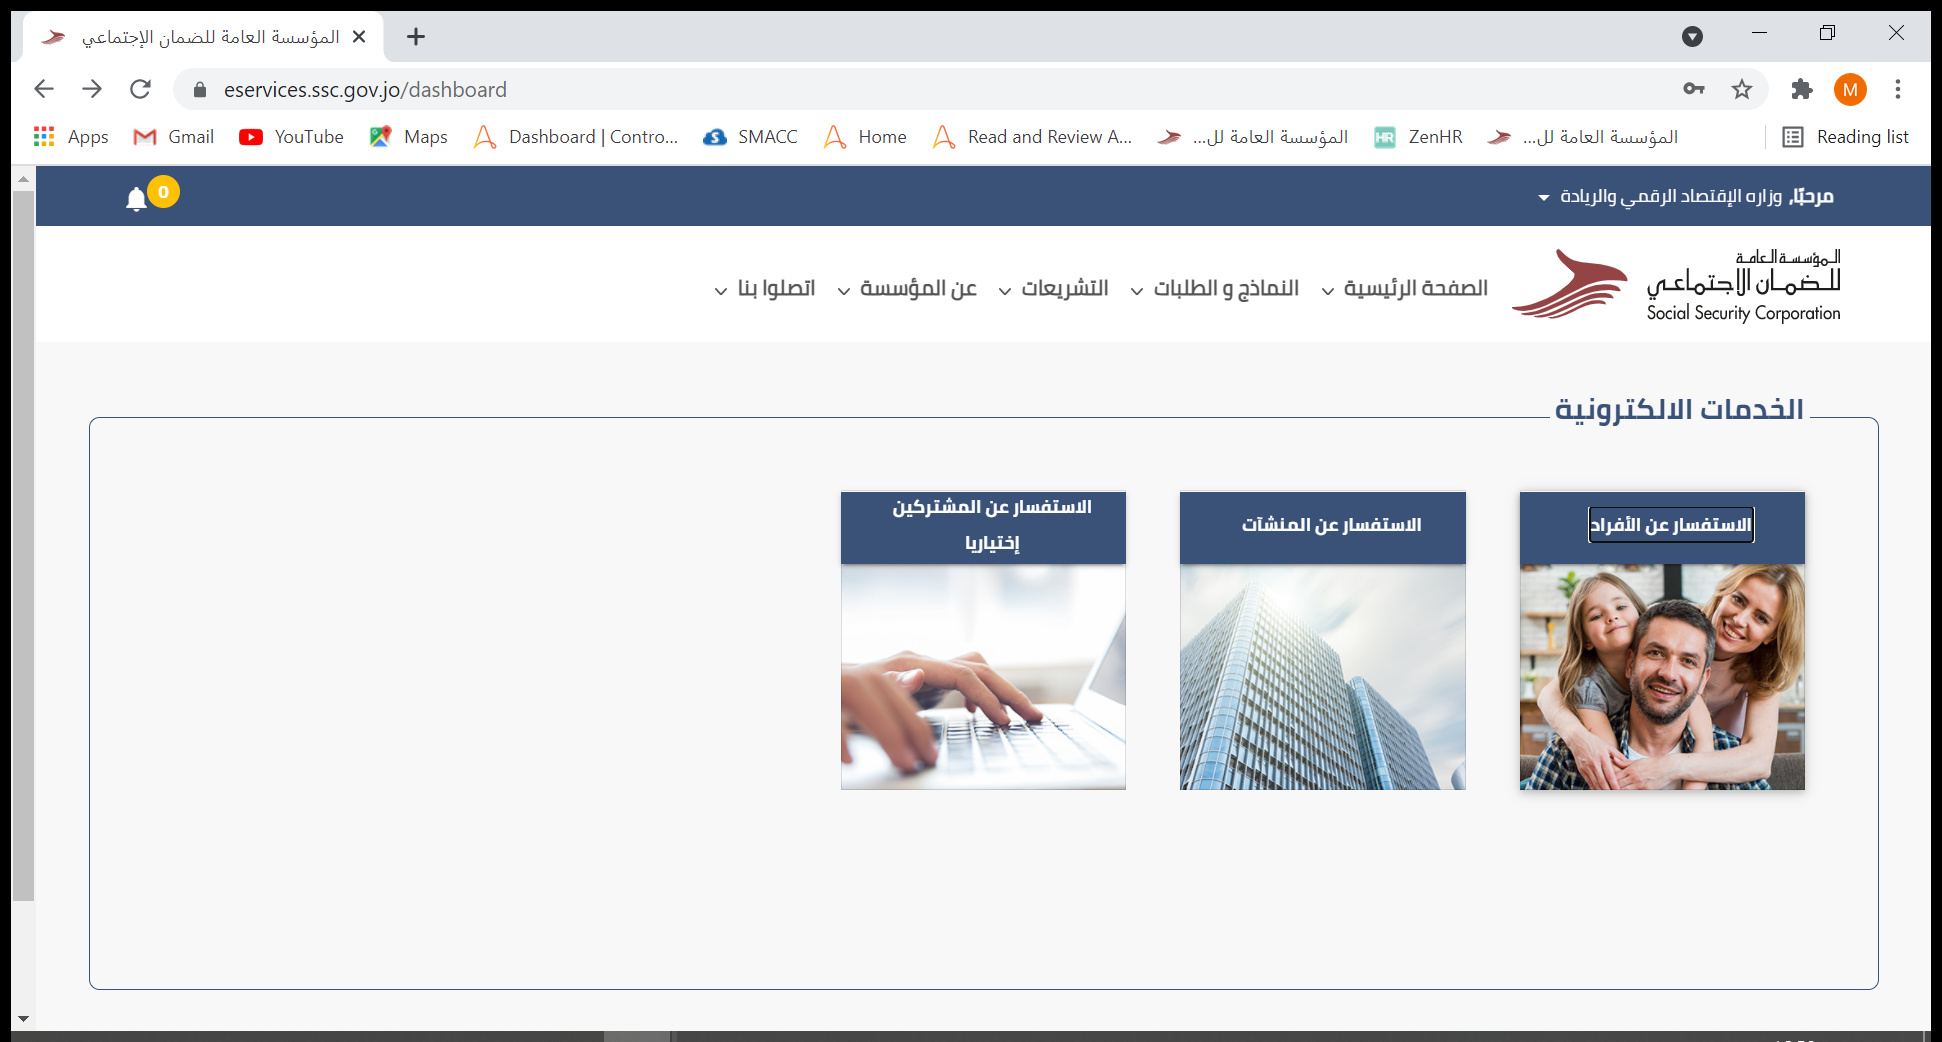 المؤسسة العامة للضمان الإجتماعي
eservices.ssc.gov.jo/dashboard
M
Apps
Gmail
YouTube
Maps
Dashboard | Contro...
SMACC
Home
Read and Review A...
المؤسسة العامة لل...
ZenHR
المؤسسة العامة لل...
Reading list
مرحبًا, وزاره الإقتصاد الرقمي والريادة
0
المؤسسة العامة
للضمان الاجتماعي
Social Security Corporation
الصفحة الرئيسية
النماذج و الطلبات
التشريعات
عن المؤسسة
اتصلوا بنا
الخدمات الالكترونية
الاستفسار عن الأفراد
الاستفسار عن المنشآت
الاستفسار عن المشتركين
إختياريا